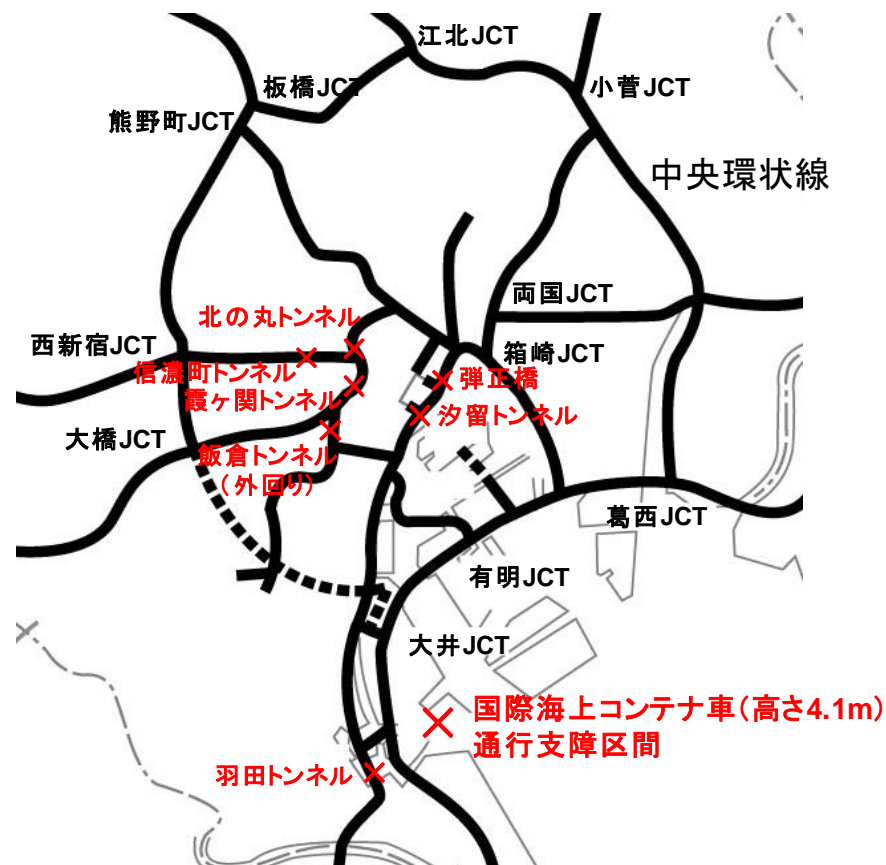 江北JCT
板橋JCT
小菅JCT
熊野町JCT
中央環状線
両国JCT
北の丸トンネル
西新宿JCT
箱崎JCT
信濃町トンネル
弾正橋
霞ヶ関トンネル
汐留トンネル
大橋JCT
飯倉トンネル
（外回り）
葛西JCT
有明JCT
大井JCT
国際海上コンテナ車（高さ4.1m）
通行支障区間
羽田トンネル